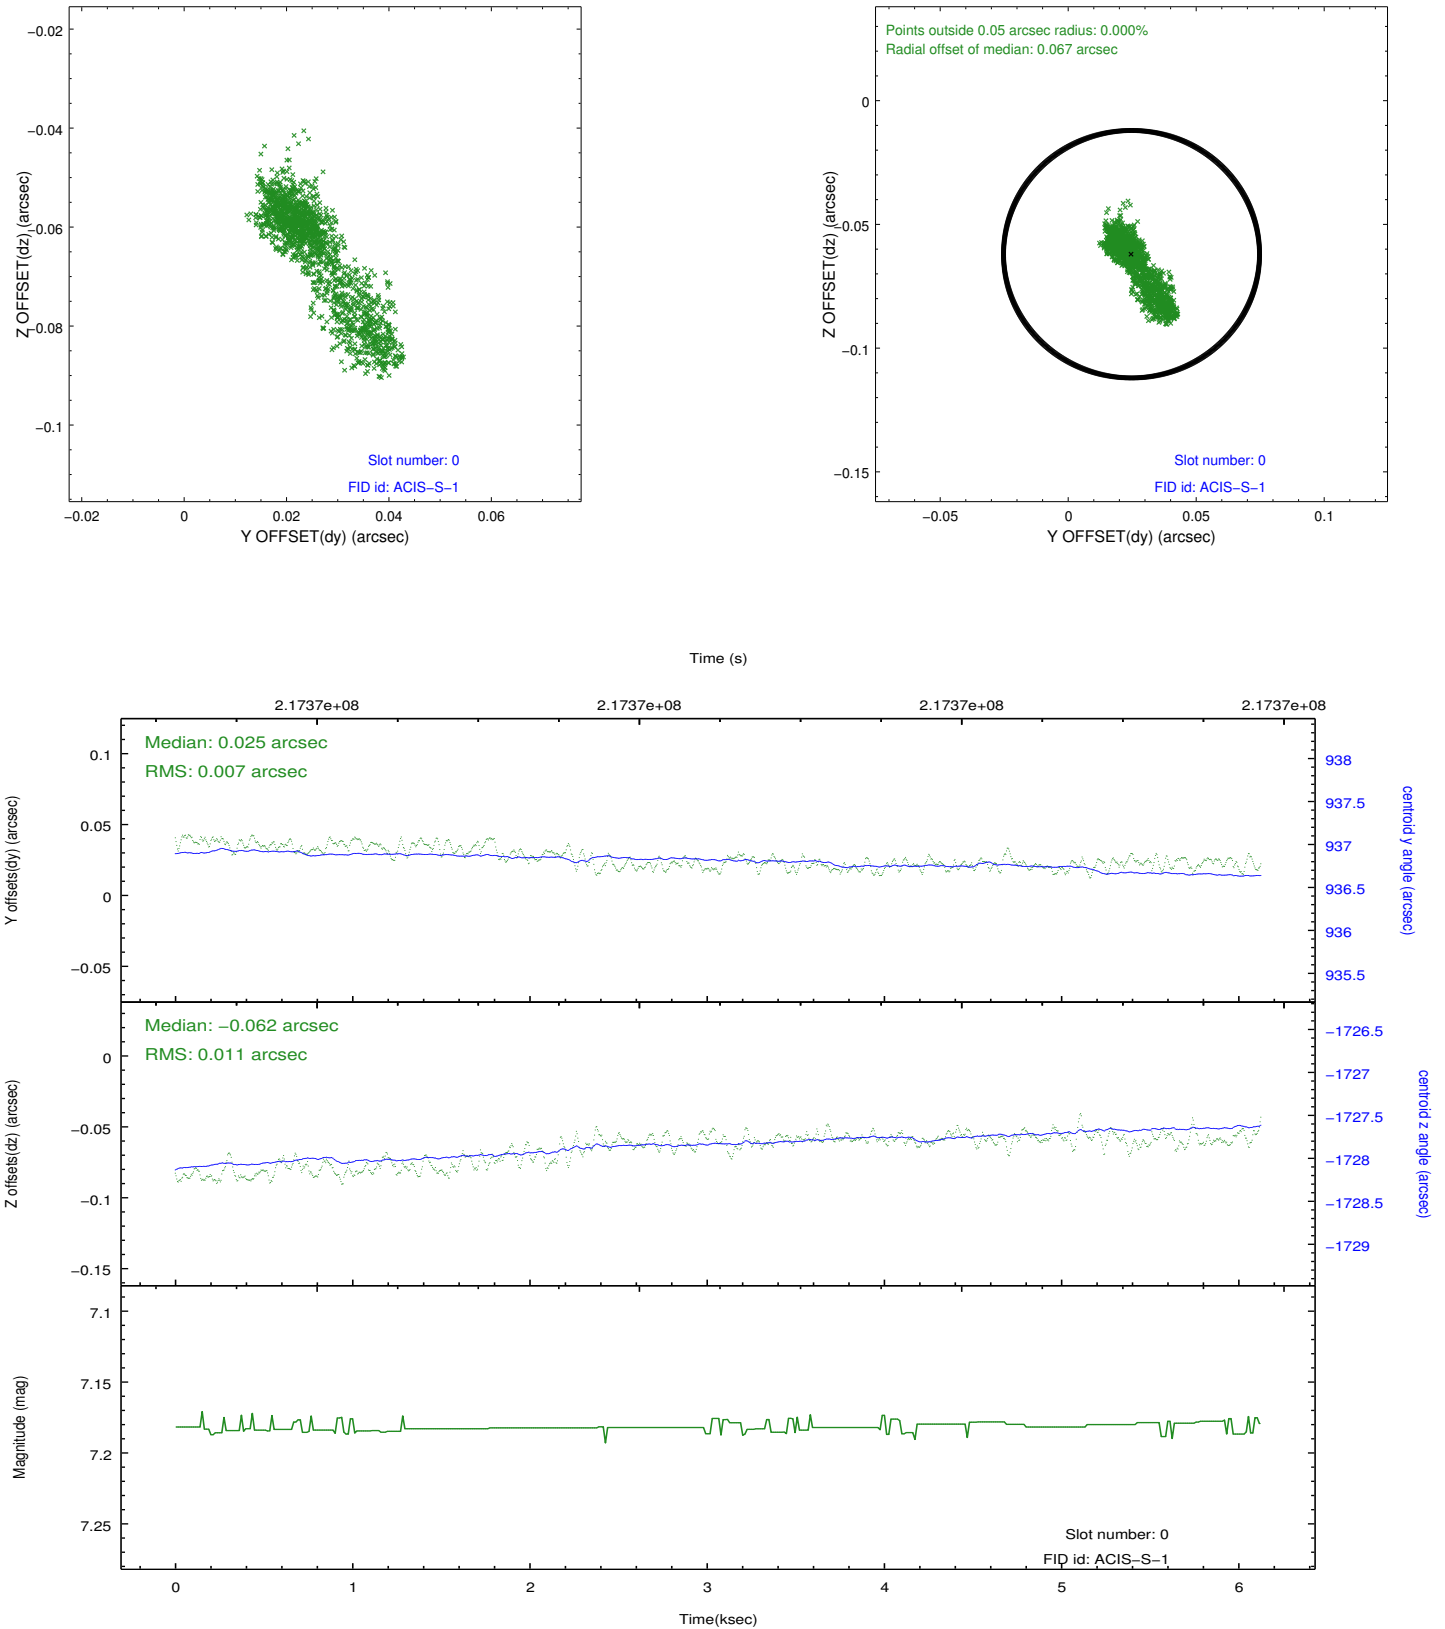 −0.02
−0.04
−0.06
−0.08
−0.1
Z OFFSET(dz) (arcsec)
Slot number: 0
FID id: ACIS−S−1
−0.02 0 0.02 0.04 0.06
Y OFFSET(dy) (arcsec)
Points outside 0.05 arcsec radius: 0.000%
Radial offset of median: 0.067 arcsec
0
−0.05
−0.1
−0.15
Z OFFSET(dz) (arcsec)
Slot number: 0
FID id: ACIS−S−1
−0.05 0 0.05 0.1
Y OFFSET(dy) (arcsec)
Time (s)
2.1737e+08 2.1737e+08 2.1737e+08 2.1737e+08
Median: 0.025 arcsec
RMS: 0.007 arcsec
0.1
0.05
0
−0.05
Y offsets(dy) (arcsec)
938
937.5
937
936.5
936
935.5
centroid y angle (arcsec)
Median: −0.062 arcsec
RMS: 0.011 arcsec
0
−0.05
−0.1
−0.15
Z offsets(dz) (arcsec)
−1726.5
−1727
−1727.5
−1728
−1728.5
−1729
centroid z angle (arcsec)
7.1
7.15
7.2
7.25
Magnitude (mag)
Slot number: 0
FID id: ACIS−S−1
0 1 2 3 4 5 6
Time(ksec)